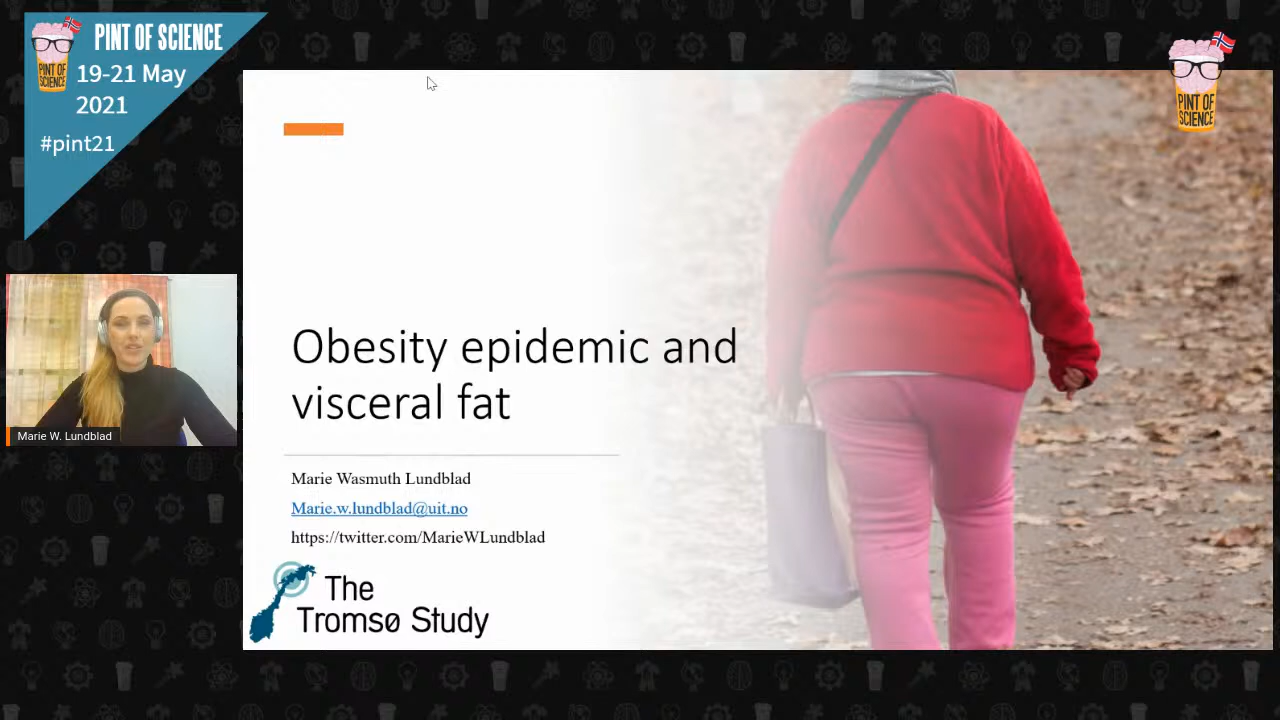 PINT OF SCIENCE
PINT OF
SCIENCE
19-21 May
2021
#pint21
PINT OF
SCIENCE
Marie W. Lundblad
Obesity epidemic and
visceral fat
Marie Wasmuth Lundblad
Marie.w.lundblad@uit.no
https://twitter.com/MarieWLundblad
The
Tromsø Study